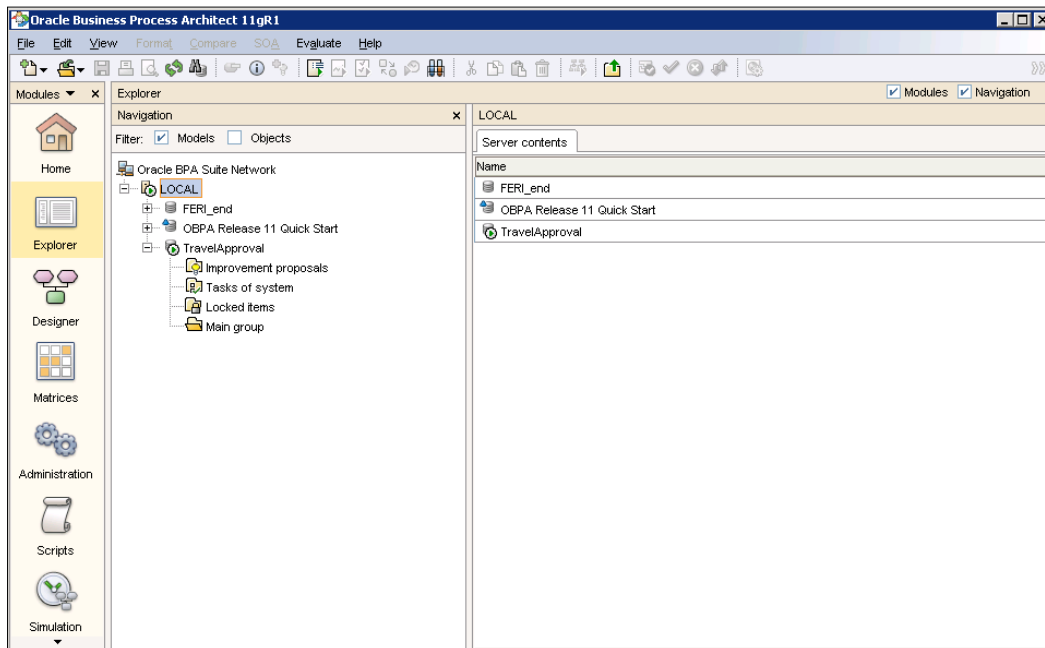 Oracle Business Process Architect 11gR1
File Edit View Format Compare SOA Evaluate Help
Modules
Explorer
Modules Navigation
Navigation
LOCAL
Filter: Models Objects
Server contents
Home
Oracle BPA Suite Network
Name
LOCAL
FERI_end
FERI_end
OBPA Release 11 Quick Start
OBPA Release 11 Quick Start
TravelApproval
Explorer
TravelApproval
Improvement proposals
Tasks of system
Locked items
Main group
Designer
Matrices
Administration
Scripts
Simulation